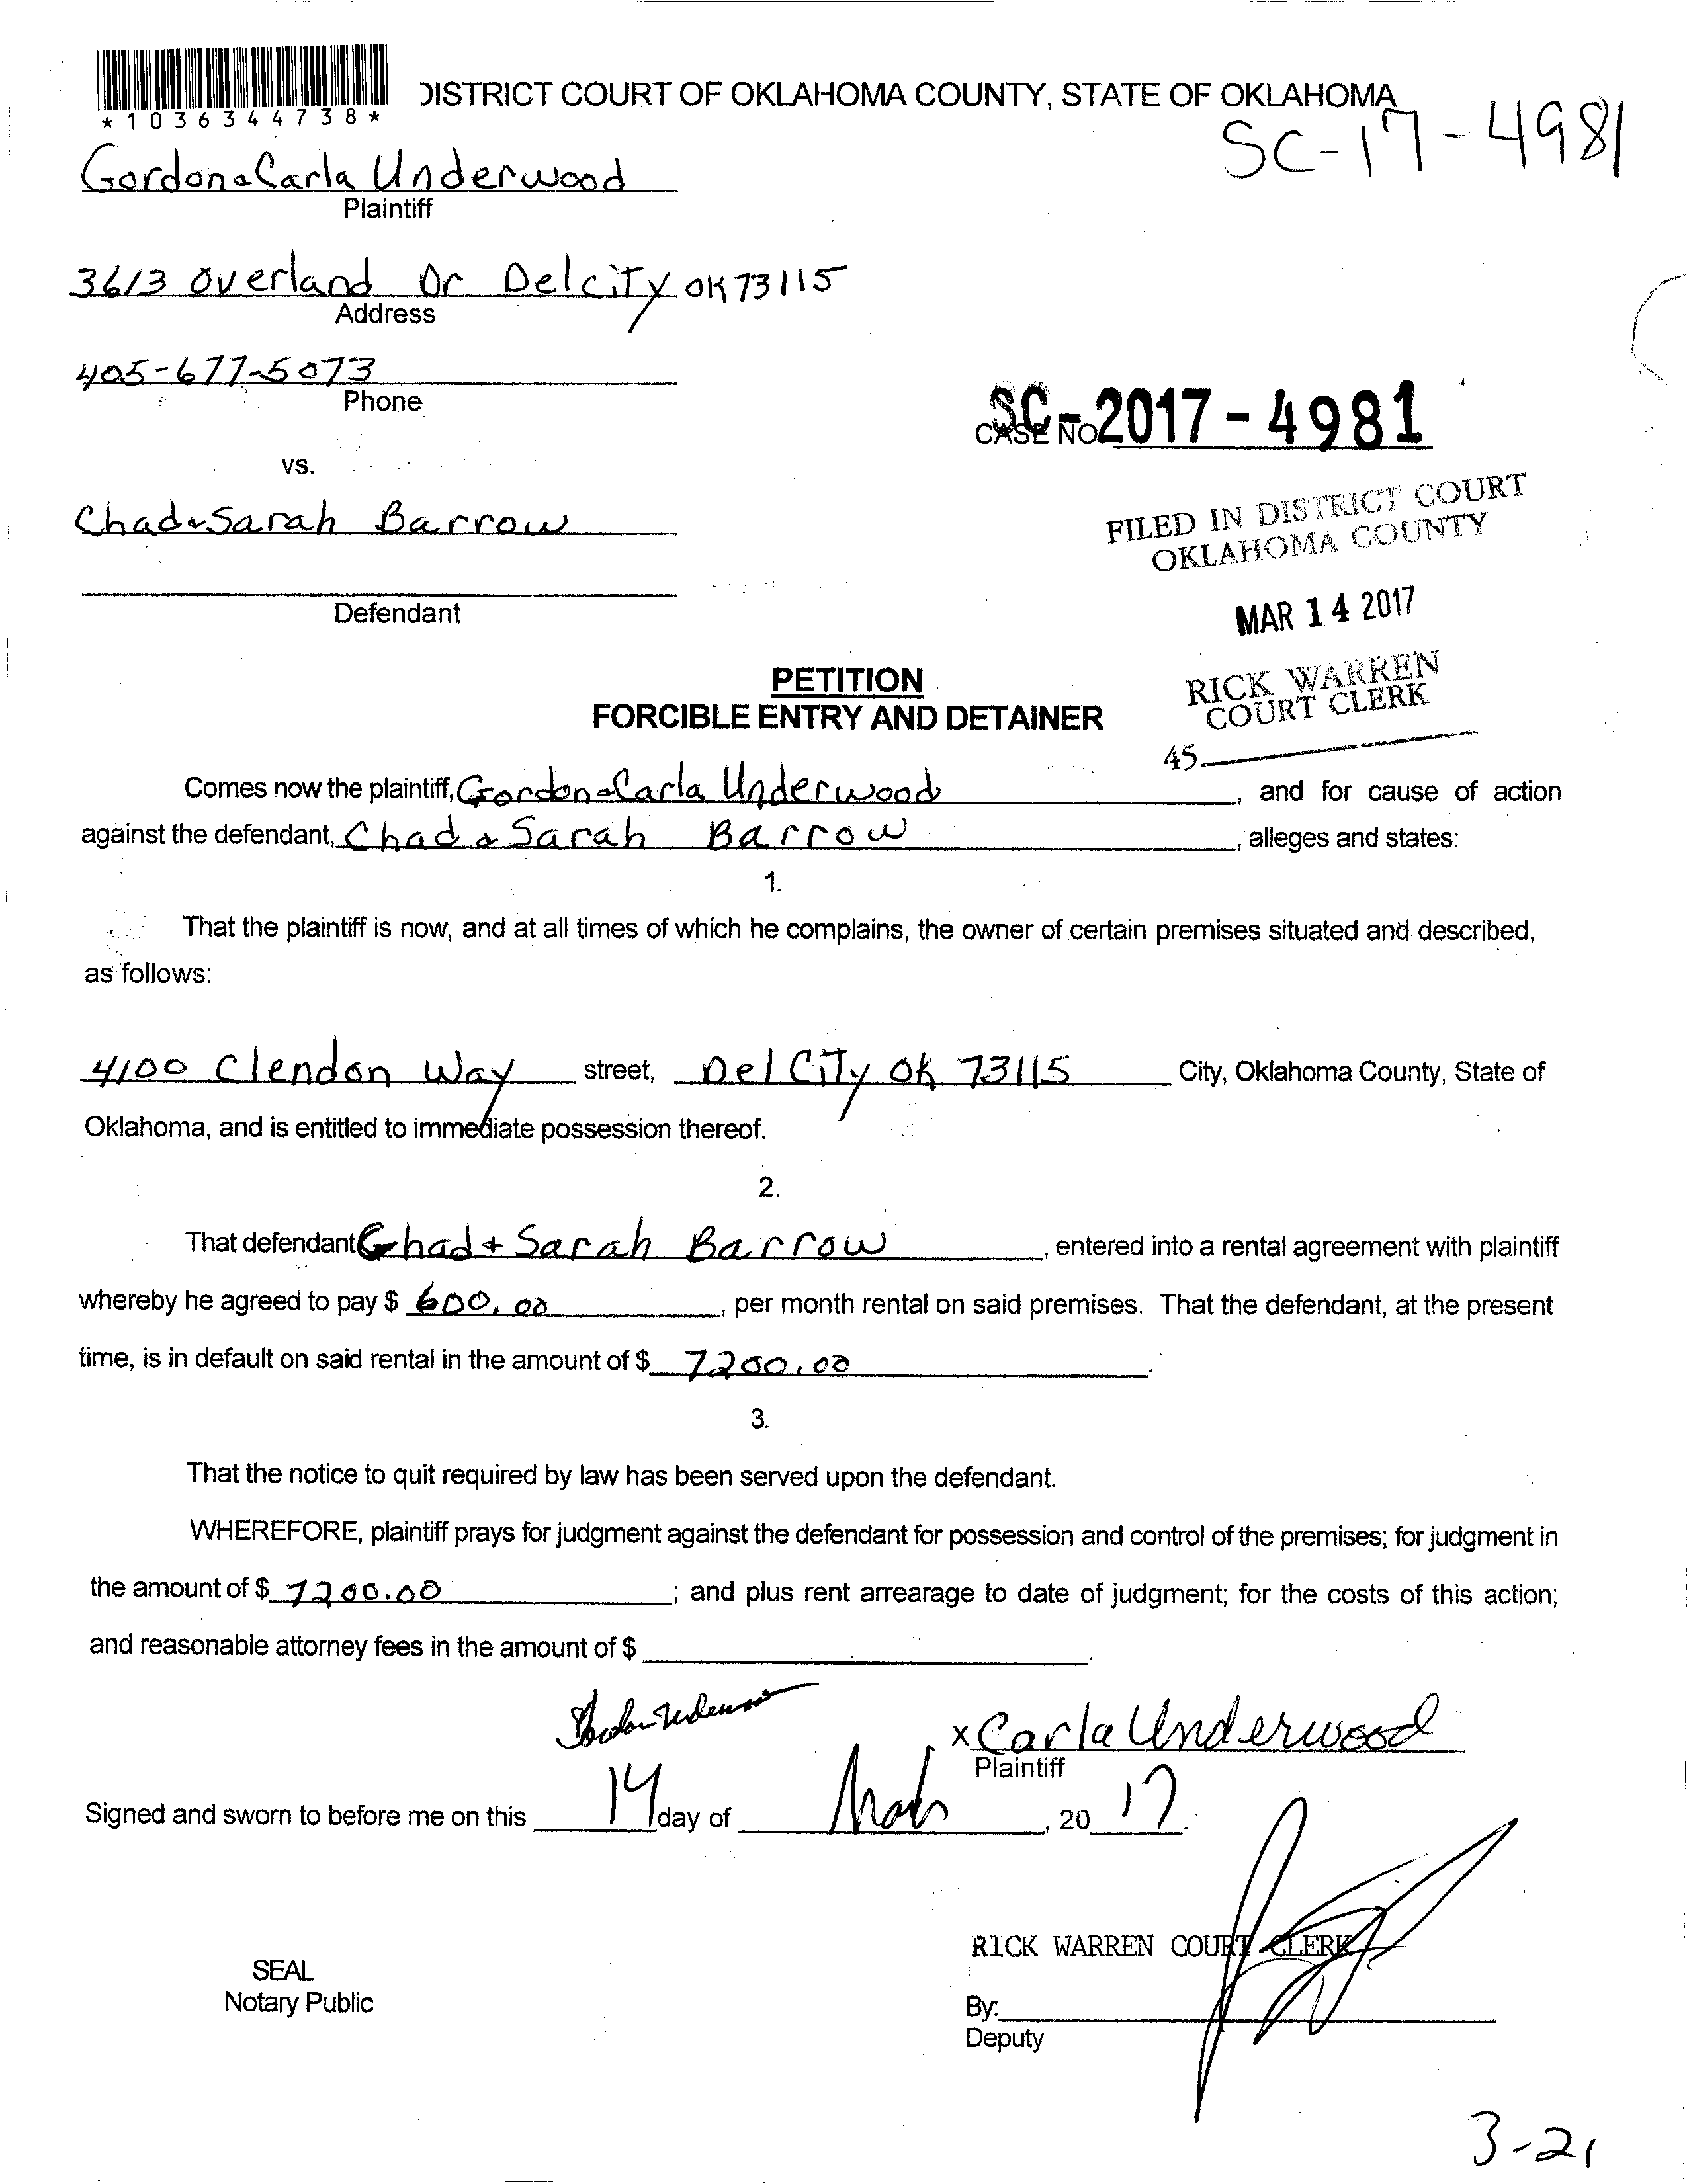 *1036344738*
DISTRICT COURT OF OKLAHOMA COUNTY, STATE OF OKLAHOMA
SC-17-4981
Gordon & Carla Underwood
Plaintiff
3613 Overland Dr Del city OK 73115
Address
405-677-5073
Phone
SC-2017-4981
CASE NO
vs.
Chad & Sarah Barrow
FILED IN DISTRICT COURT
OKLAHOMA COUNTY
Defendant
MAR 14 2017
PETITION
FORCIBLE ENTRY AND DETAINER
RICK WARREN
COURT CLERK
45
Comes now the plaintiff, Gordon & Carla Underwood, and for cause of action
against the defendant, Chad & Sarah Barrow, alleges and states:
1.
That the plaintiff is now, and at all times of which he complains, the owner of certain premises situated and described,
as follows:
4100 Clendon Way street, Del City Ok 73115 City, Oklahoma County, State of
Oklahoma, and is entitled to immediate possession thereof.
2.
That defendant Chad + Sarah Barrow, entered into a rental agreement with plaintiff
whereby he agreed to pay $ 600.00, per month rental on said premises. That the defendant, at the present
time, is in default on said rental in the amount of $ 7200.00.
3.
That the notice to quit required by law has been served upon the defendant.
WHEREFORE, plaintiff prays for judgment against the defendant for possession and control of the premises; for judgment in
the amount of $ 7200.00; and plus rent arrearage to date of judgment; for the costs of this action;
and reasonable attorney fees in the amount of $ .
x Carla Underwood
Plaintiff
Signed and sworn to before me on this 14 day of March, 20 17.
RICK WARREN COURT CLERK
SEAL
Notary Public
By:
Deputy
3-21